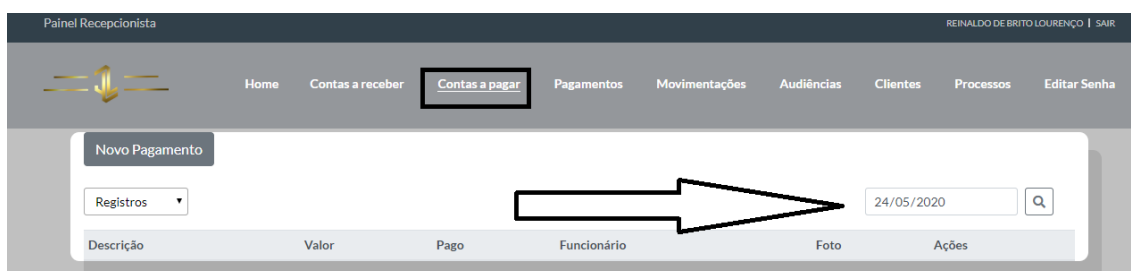 Painel Recepcionista
REINALDO DE BRITO LOURENÇO | SAIR
Home Contas a receber Contas a pagar Pagamentos Movimentações Audiências Clientes Processos Editar Senha
Novo Pagamento
Registros
24/05/2020
Descrição Valor Pago Funcionário Foto Ações